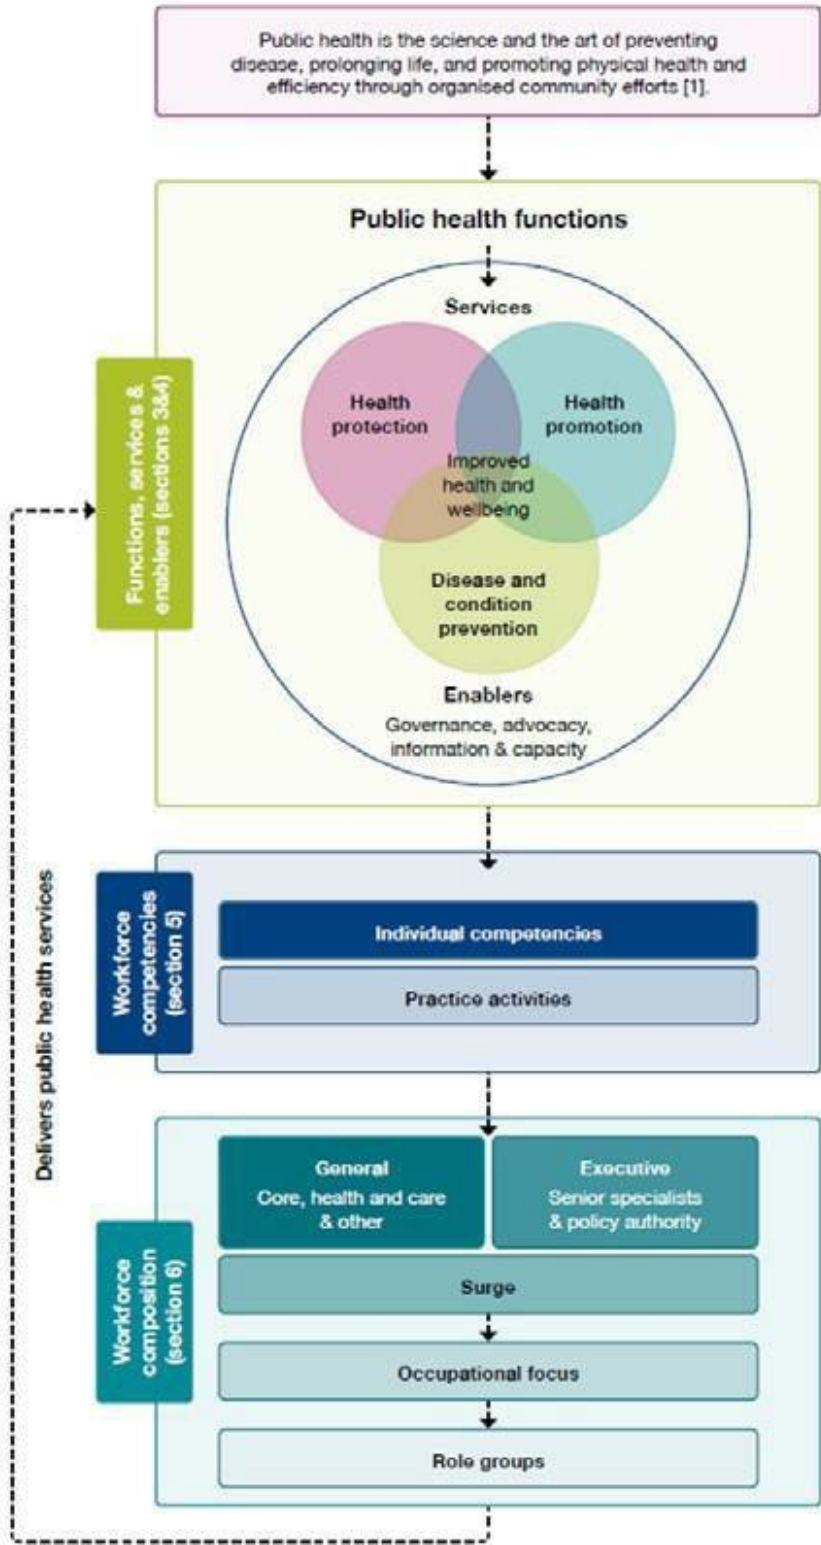 Public health is the science and the art of preventing
disease, prolonging life, and promoting physical health and
efficiency through organised community efforts [1].
Public health functions
Services
Health
protection
Health
promotion
Improved
health and
wellbeing
Disease and
condition
prevention
Enablers
Governance, advocacy,
information & capacity
Functions, services &
enablers (sections 3&4)
Delivers public health services
Workforce
competencies
(section 5)
Individual competencies
Practice activities
Workforce
composition
(section 6)
General
Core, health and care
& other
Executive
Senior specialists
& policy authority
Surge
Occupational focus
Role groups